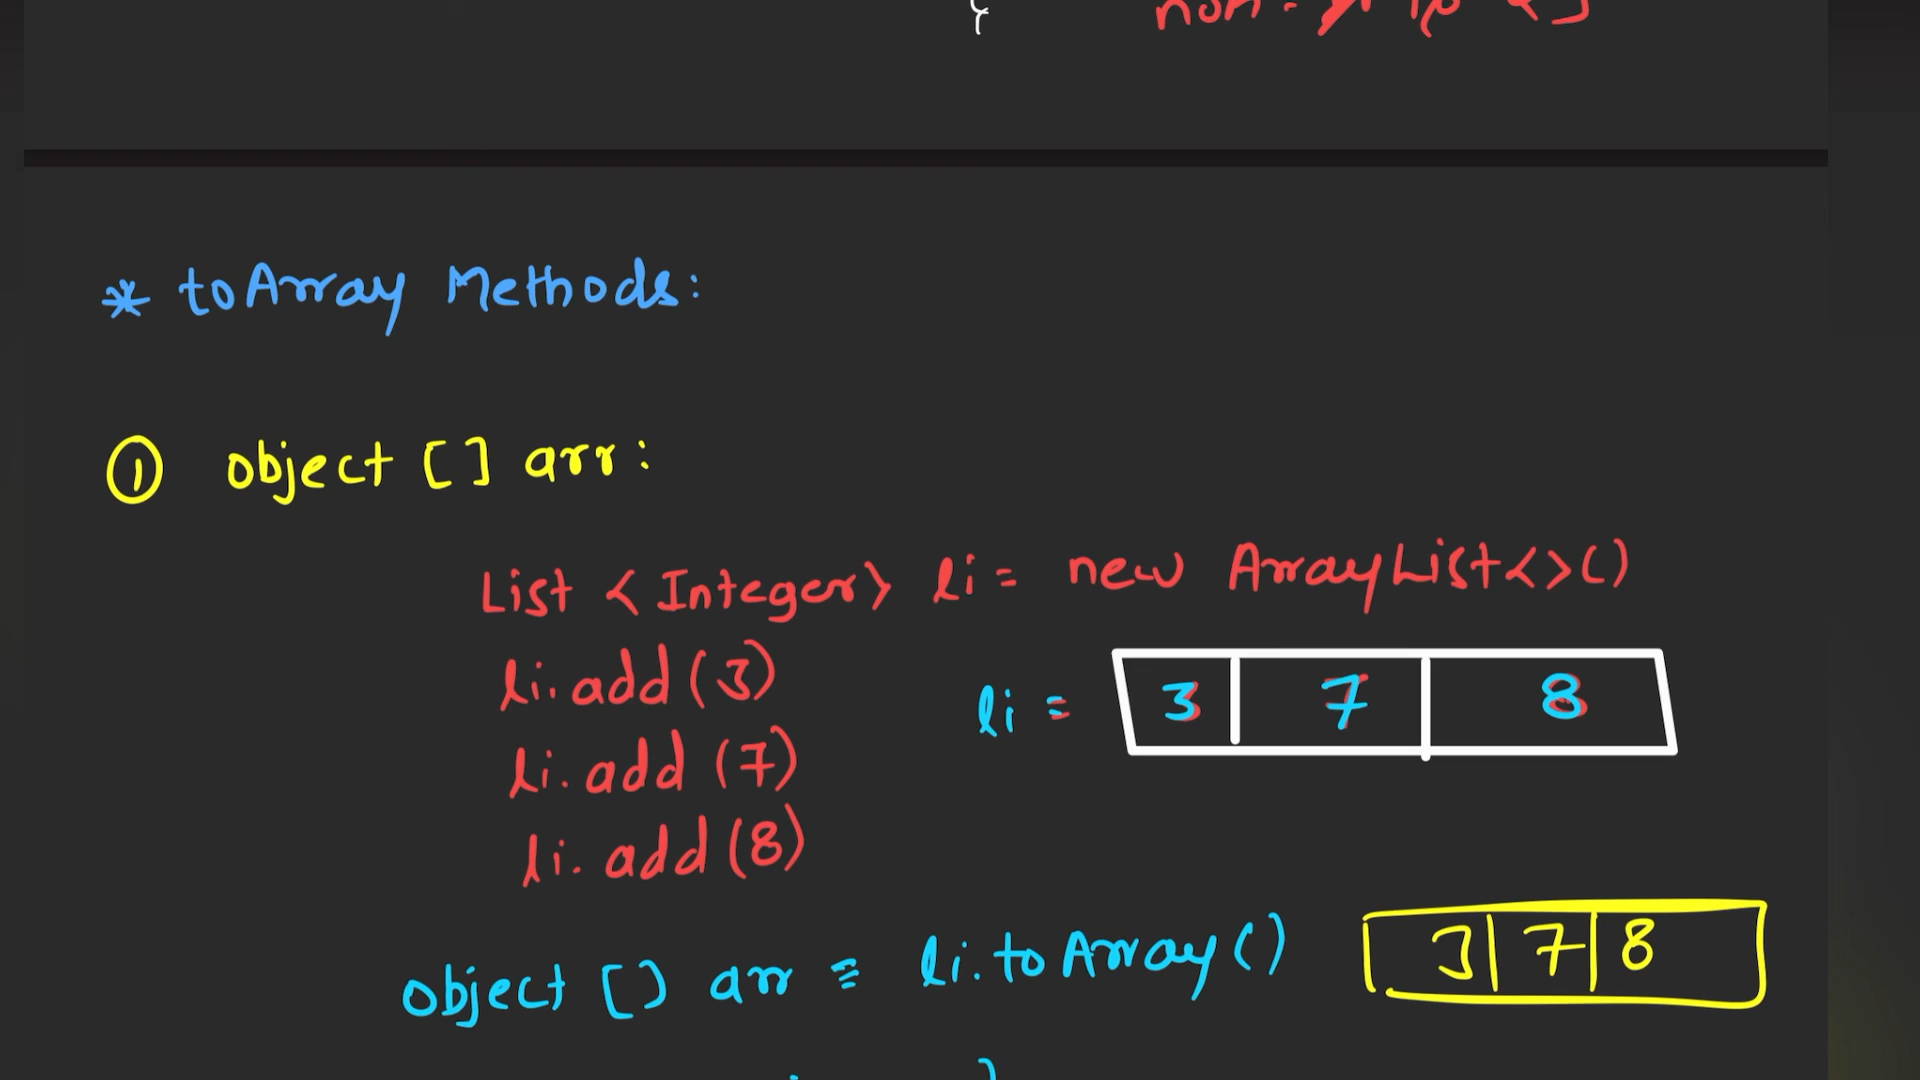 * toArray Methods:
① object [] arr:
List <Integer> li = new ArrayList<>()
li.add (3)
li = 3 7 8
li.add (7)
li.add (8)
object [] arr = li.toArray() 3 7 8